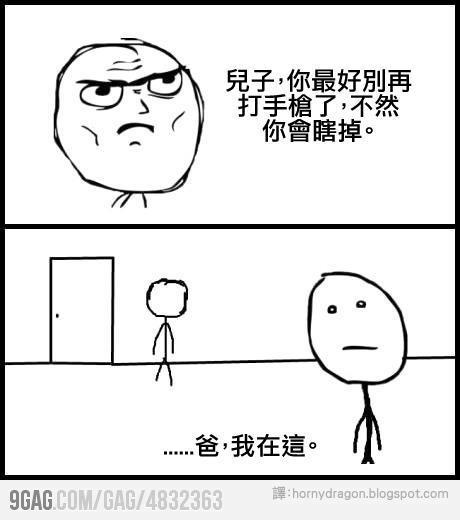 兒子，你最好別再
打手槍了，不然
你會瞎掉。
......爸，我在這。
9GAG.COM/GAG/4832363
譯：hornydragon.blogspot.com